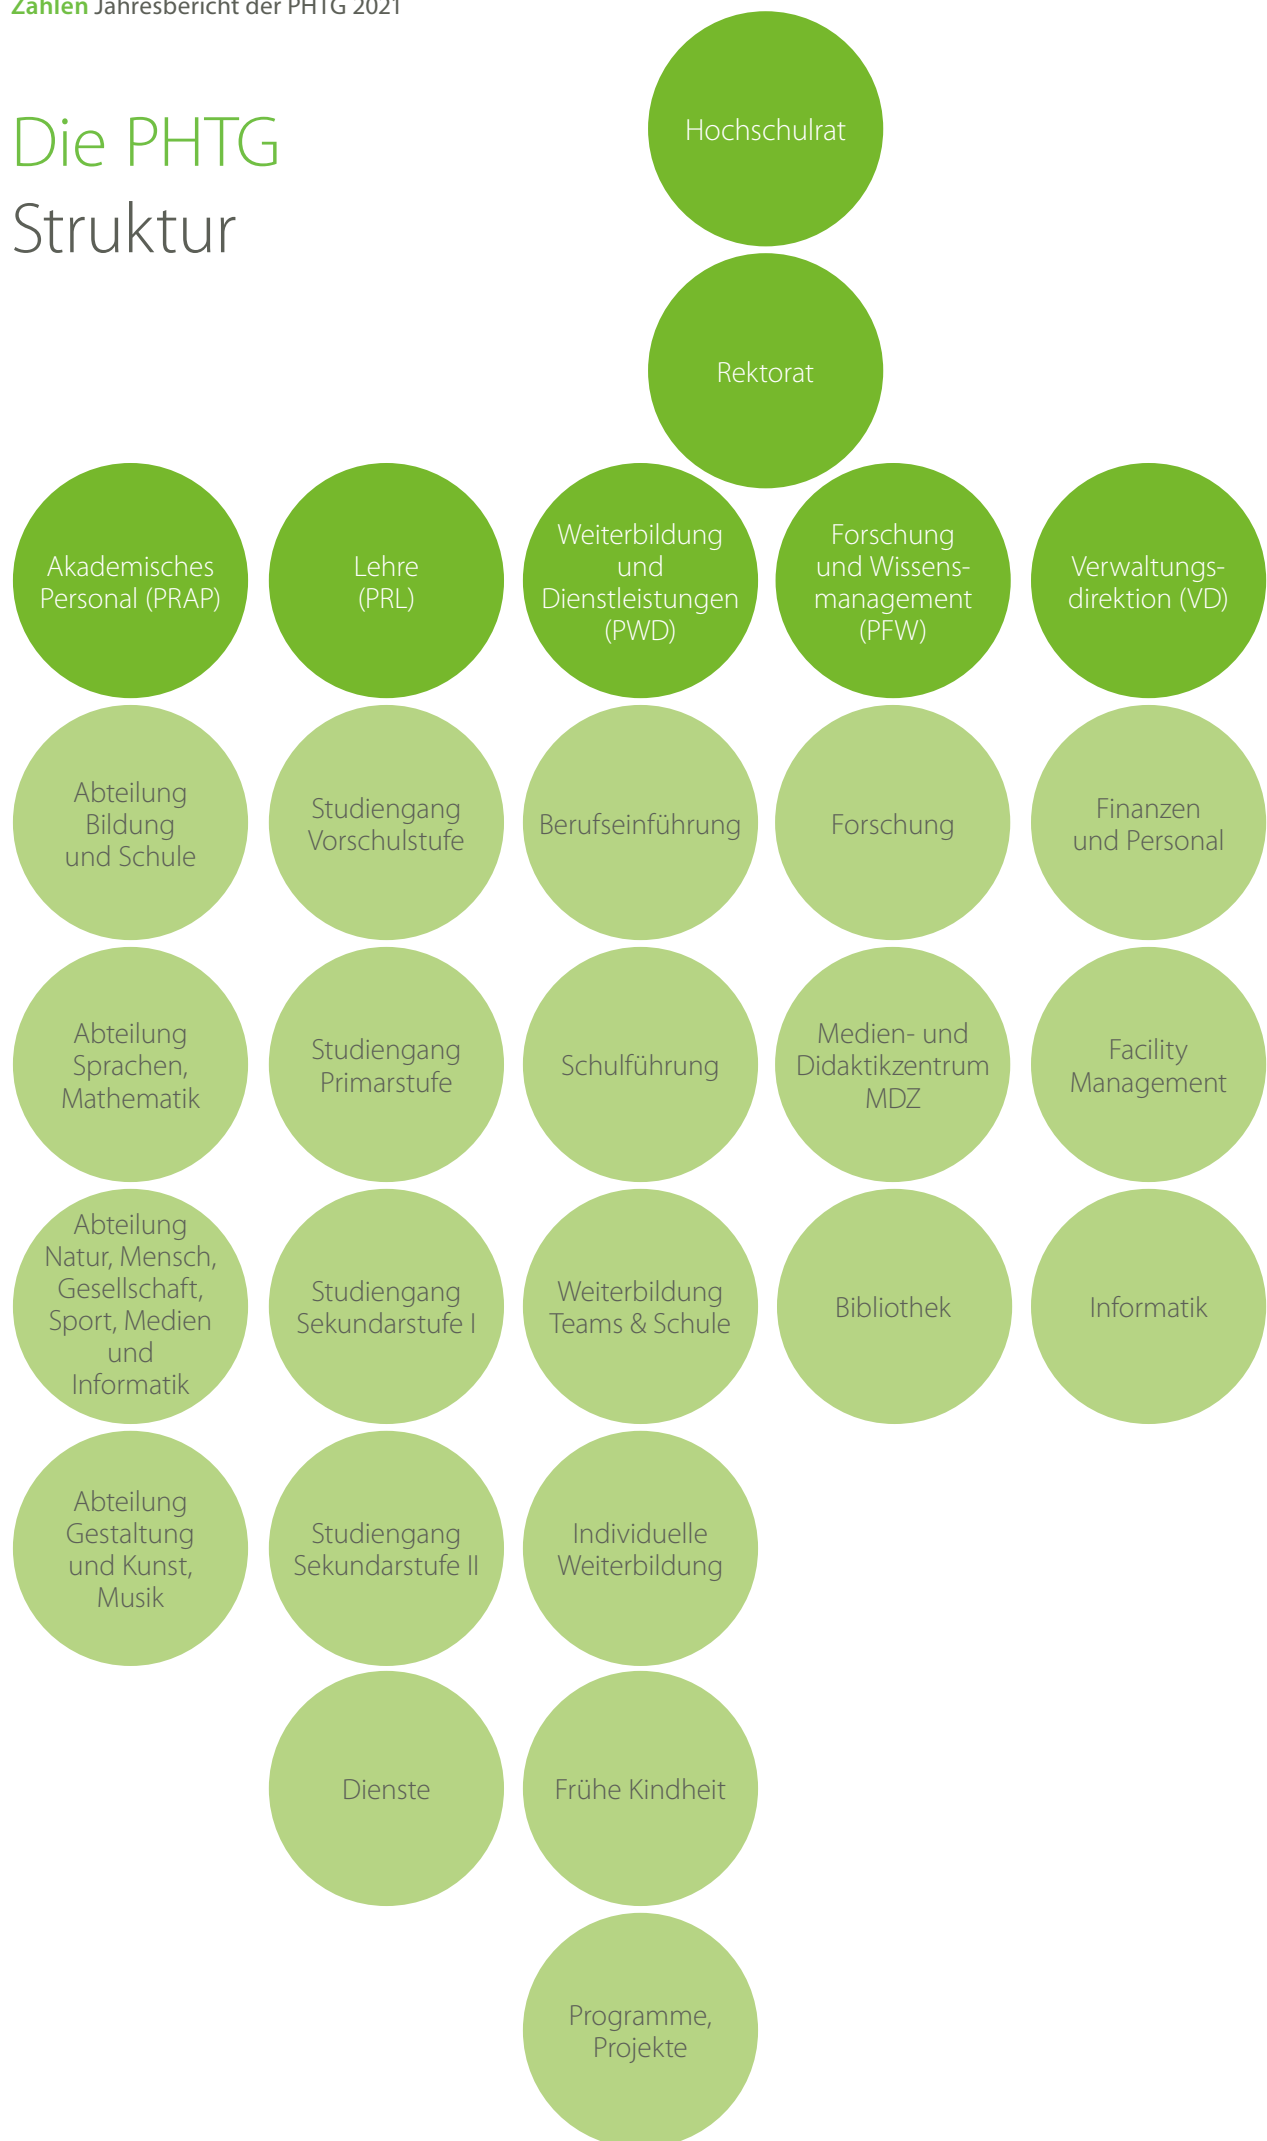 Zahlen Jahresbericht der PHTG 2021
Die PHTG
Struktur
Hochschulrat
Rektorat
Akademisches
Personal (PRAP)
Lehre
(PRL)
Weiterbildung
und
Dienstleistungen
(PWD)
Forschung
und Wissens-
management
(PFW)
Verwaltungs-
direktion (VD)
Abteilung
Bildung
und Schule
Studiengang
Vorschulstufe
Berufseinführung
Forschung
Finanzen
und Personal
Abteilung
Sprachen,
Mathematik
Studiengang
Primarstufe
Schulführung
Medien- und
Didaktikzentrum
MDZ
Facility
Management
Abteilung
Natur, Mensch,
Gesellschaft,
Sport, Medien
und
Informatik
Studiengang
Sekundarstufe I
Weiterbildung
Teams & Schule
Bibliothek
Informatik
Abteilung
Gestaltung
und Kunst,
Musik
Studiengang
Sekundarstufe II
Individuelle
Weiterbildung
Dienste
Frühe Kindheit
Programme,
Projekte